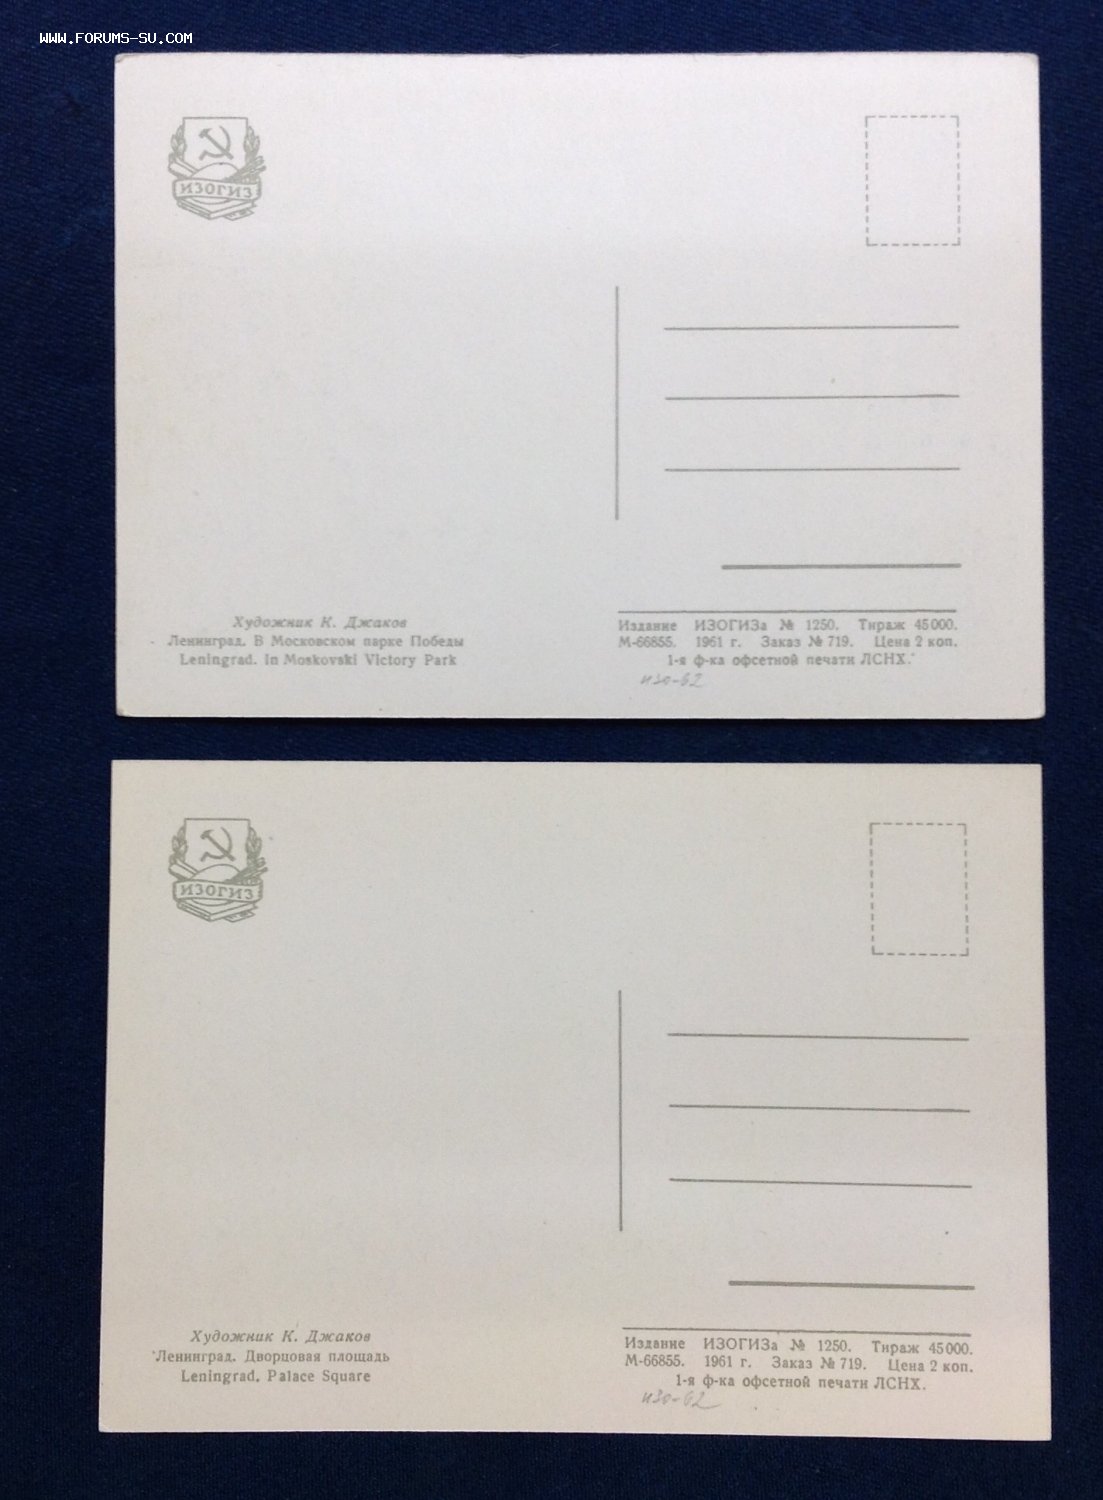 WWW.FORUMS-SU.COM
ИЗОГИЗ
Художник К. Джаков
Ленинград. В Московском парке Победы
Leningrad. In Moskovski Victory Park
Издание ИЗОГИЗа № 1250. Тираж 45000.
М-66855. 1961 г. Заказ № 719. Цена 2 коп.
1-я ф-ка офсетной печати ЛСНХ.
изо-62
ИЗОГИЗ
Художник К. Джаков
Ленинград. Дворцовая площадь
Leningrad. Palace Square
Издание ИЗОГИЗа № 1250. Тираж 45000.
М-66855. 1961 г. Заказ № 719. Цена 2 коп.
1-я ф-ка офсетной печати ЛСНХ.
изо-62